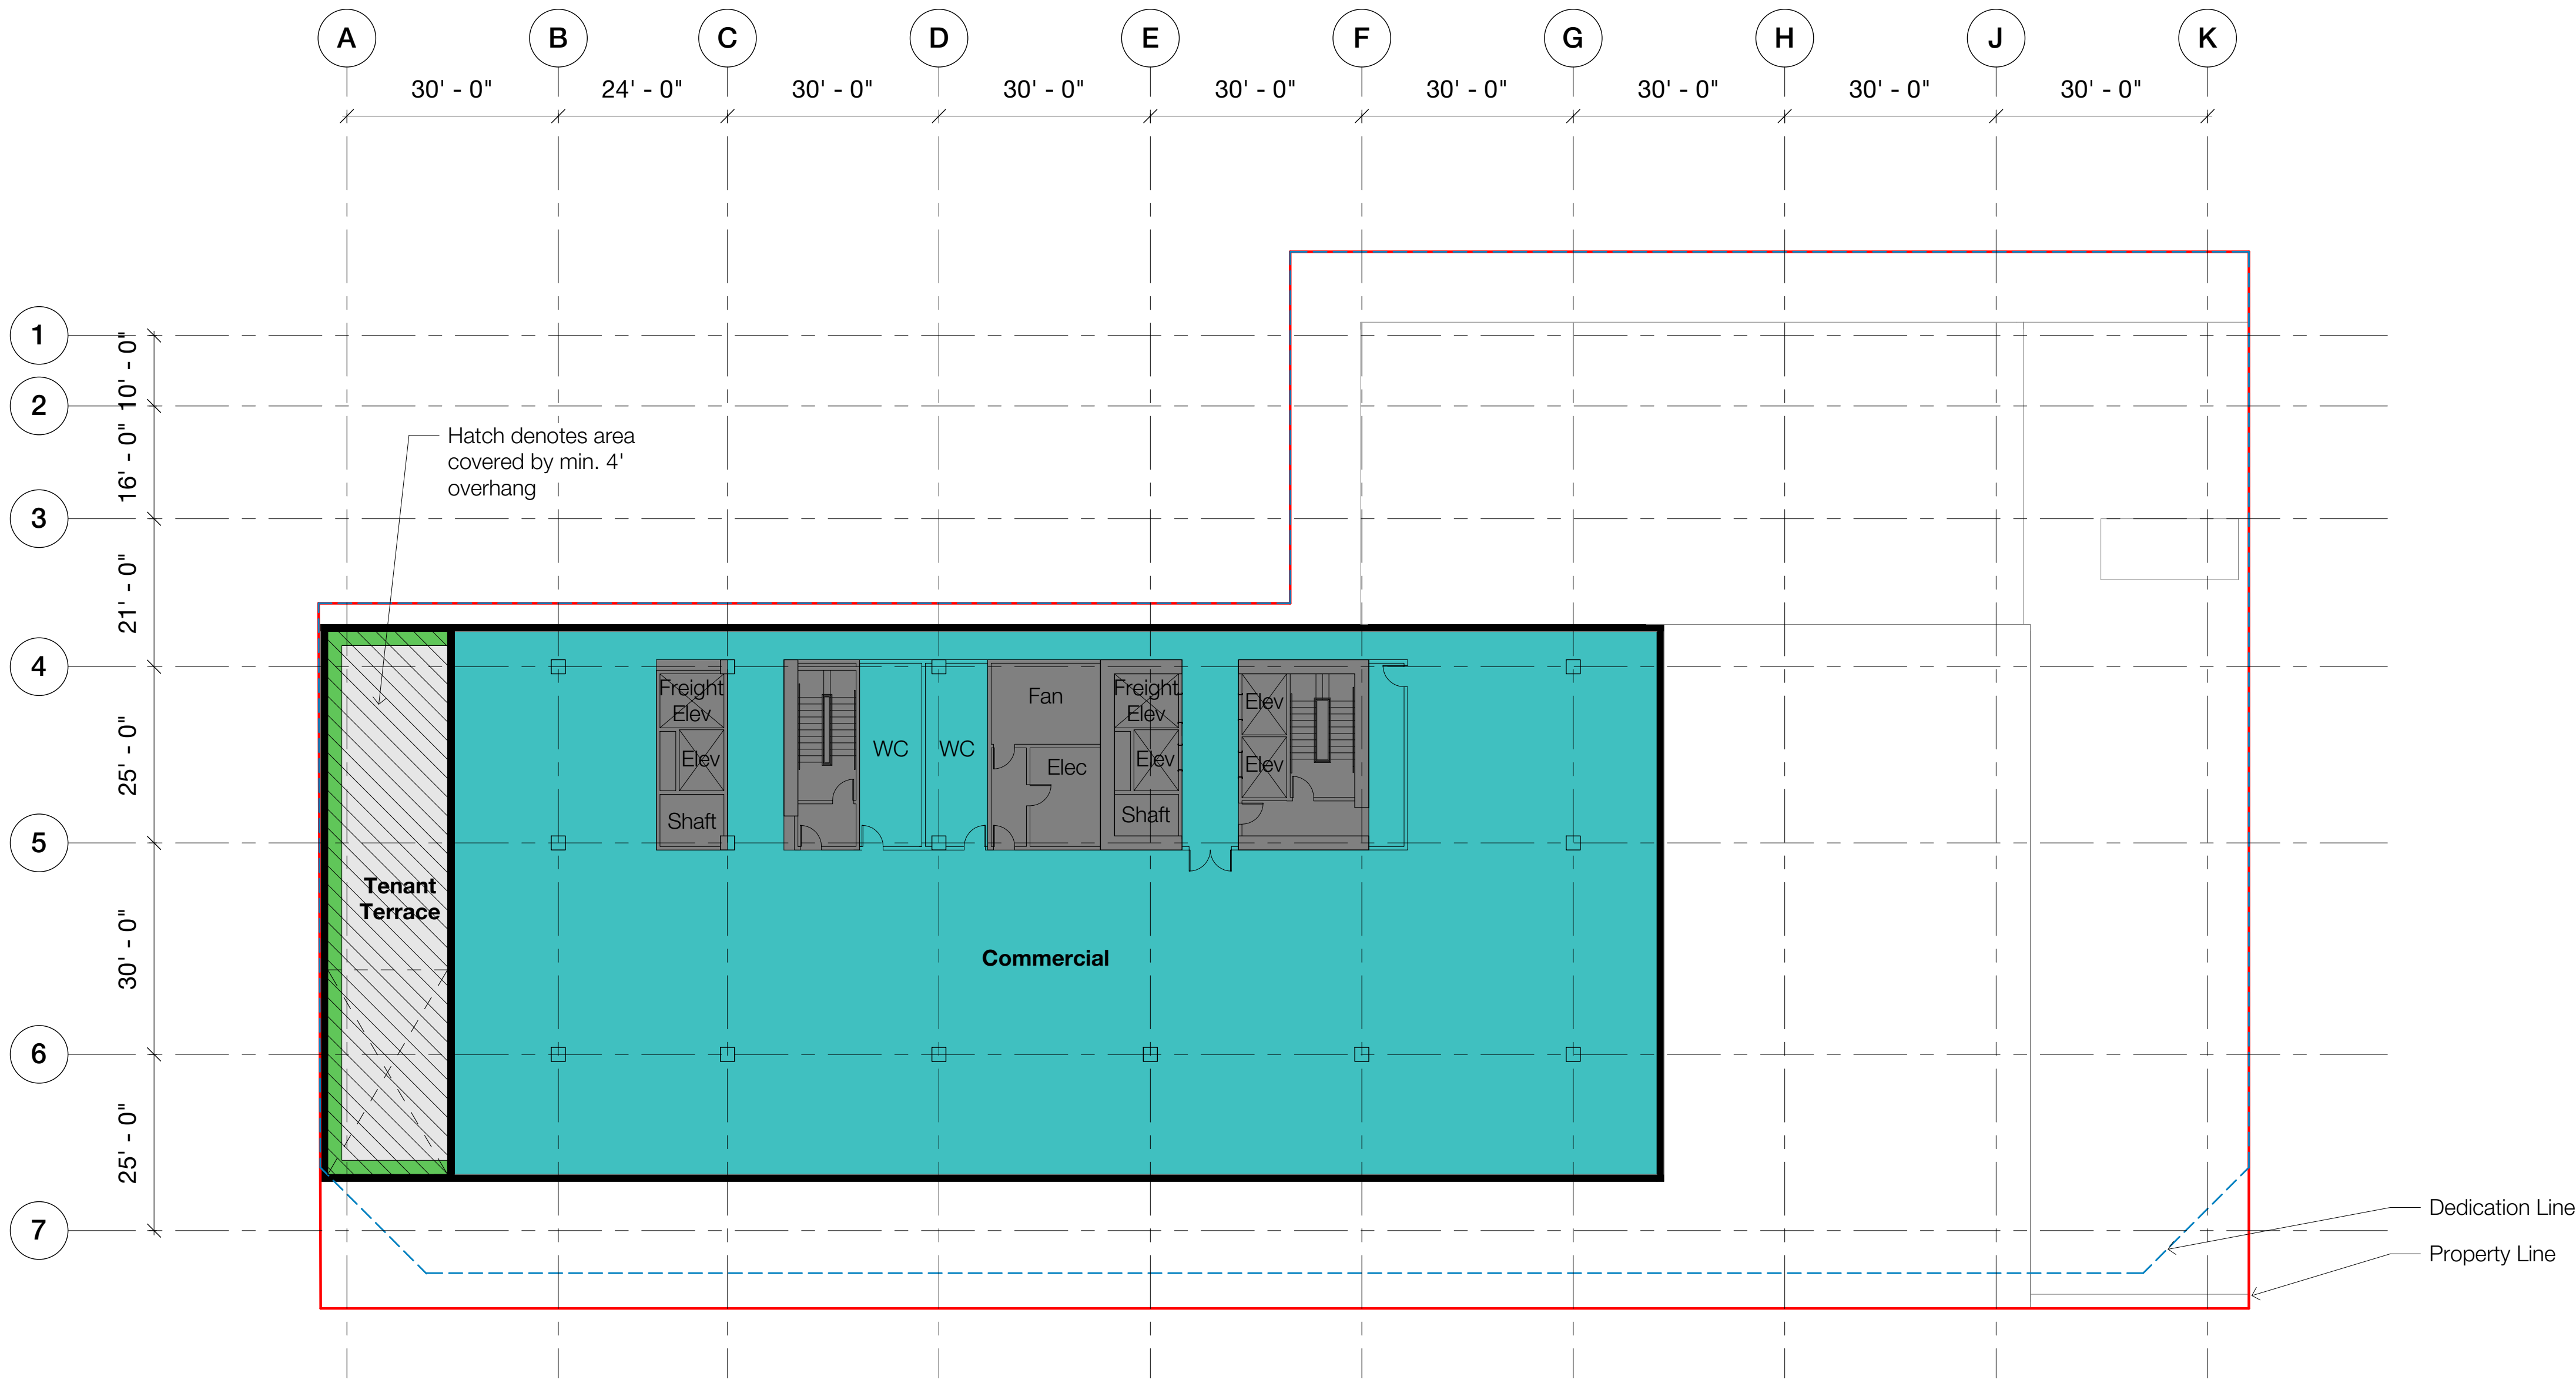 A B C D E F G H J K
30' - 0" 24' - 0" 30' - 0" 30' - 0" 30' - 0" 30' - 0" 30' - 0" 30' - 0" 30' - 0"
1
10' - 0"
2
16' - 0"
Hatch denotes area
covered by min. 4'
overhang
3
21' - 0"
4
25' - 0"
Freight
Elev
Elev
Shaft
WC
WC
Fan
Elec
Freight
Elev
Elev
Shaft
Elev
Elev
5
Tenant
Terrace
30' - 0"
Commercial
6
25' - 0"
7
Dedication Line
Property Line